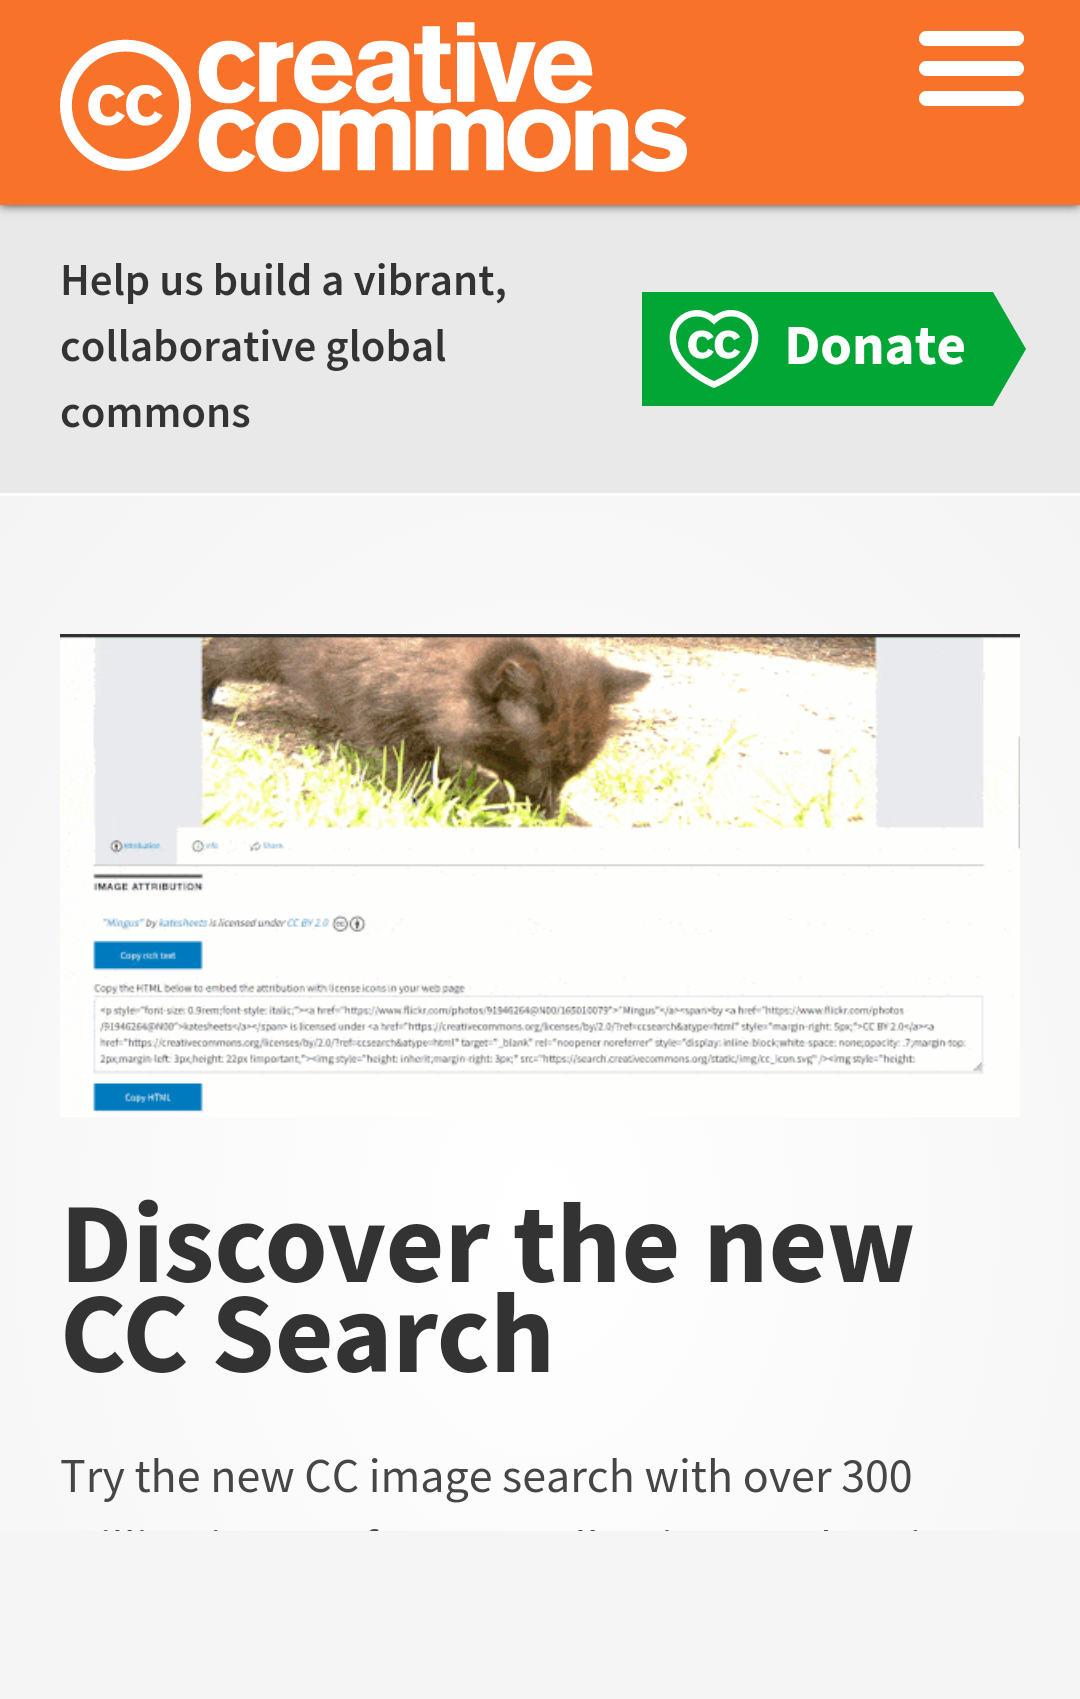 cc creative
commons
Help us build a vibrant,
collaborative global
commons
cc Donate
Attribution Info Share
IMAGE ATTRIBUTION
"Mingus" by katesheets is licensed under CC BY 2.0
Copy rich text
Copy the HTML below to embed the attribution with license icons in your web page
<p style="font-size: 0.9rem;font-style: italic;"><a href="https://www.flickr.com/photos/91946264@N00/165010079">"Mingus"</a><span>by <a href="https://www.flickr.com/photos
/91946264@N00">katesheets</a></span> is licensed under <a href="https://creativecommons.org/licenses/by/2.0/?ref=ccsearch&atype=html" style="margin-right: 5px;">CC BY 2.0</a><a
href="https://creativecommons.org/licenses/by/2.0/?ref=ccsearch&atype=html" target="_blank" rel="noopener noreferrer" style="display: inline-block;white-space: none;opacity: .7;margin-top:
2px;margin-left: 3px;height: 22px !important;"><img style="height: inherit;margin-right: 3px;" src="https://search.creativecommons.org/static/img/cc_icon.svg" /><img style="height:
Copy HTML
Discover the new
CC Search
Try the new CC image search with over 300